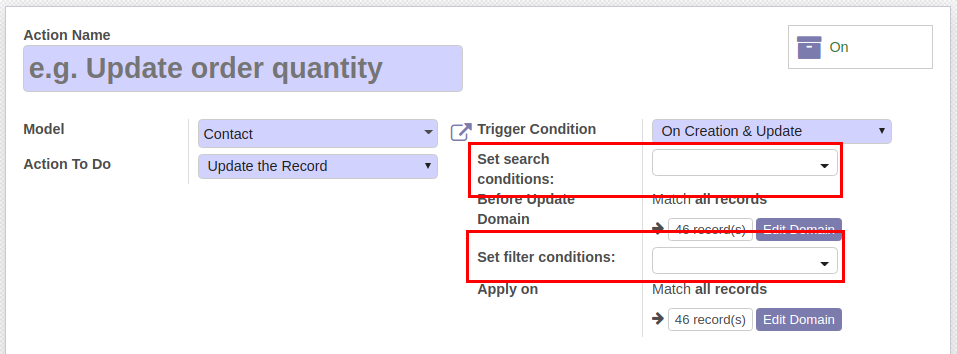 Action Name
e.g. Update order quantity
On
Model
Contact
Action To Do
Update the Record
Trigger Condition
On Creation & Update
Set search
conditions:
Before Update
Domain
Match all records
46 record(s)
Edit Domain
Set filter conditions:
Apply on
Match all records
46 record(s)
Edit Domain